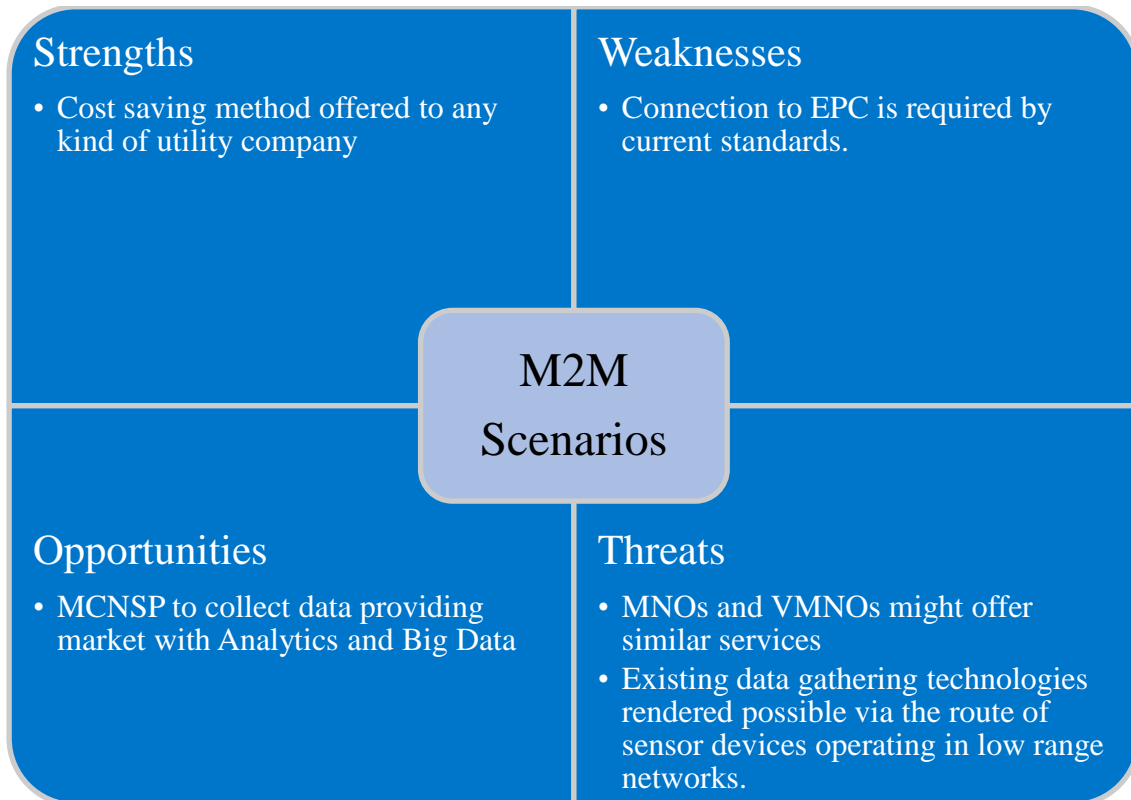 Strengths
• Cost saving method offered to any
kind of utility company
Weaknesses
• Connection to EPC is required by
current standards.
M2M
Scenarios
Opportunities
• MCNSP to collect data providing
market with Analytics and Big Data
Threats
• MNOs and VMNOs might offer
similar services
• Existing data gathering technologies
rendered possible via the route of
sensor devices operating in low range
networks.